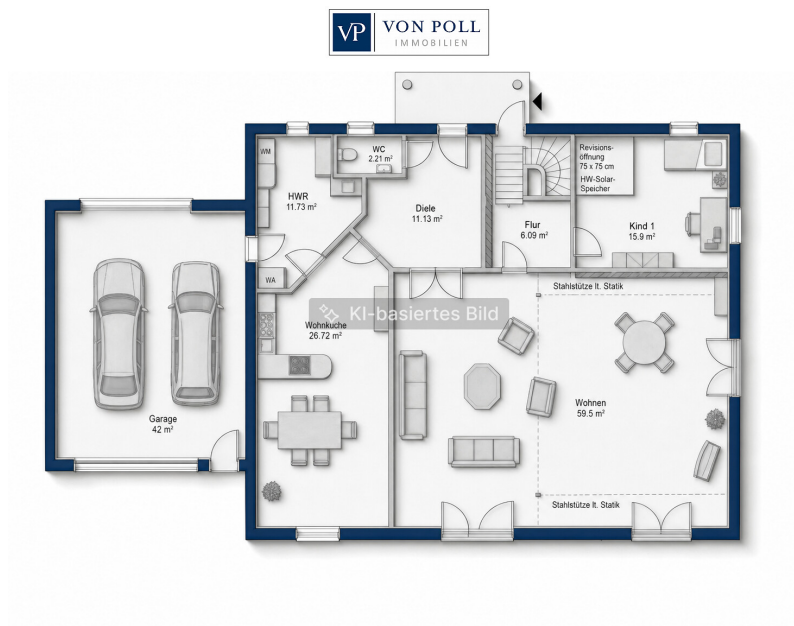 VP VON POLL
IMMOBILIEN
WM
WC
2.21 m²
HWR
11.73 m²
Diele
11.13 m²
Flur
6.09 m²
Revisions-
öffnung
75 x 75 cm
HW-Solar-
Speicher
Kind 1
15.9 m²
WA
Stahlstütze lt. Statik
KI-basiertes Bild
Wohnküche
26.72 m²
Wohnen
59.5 m²
Garage
42 m²
Stahlstütze lt. Statik